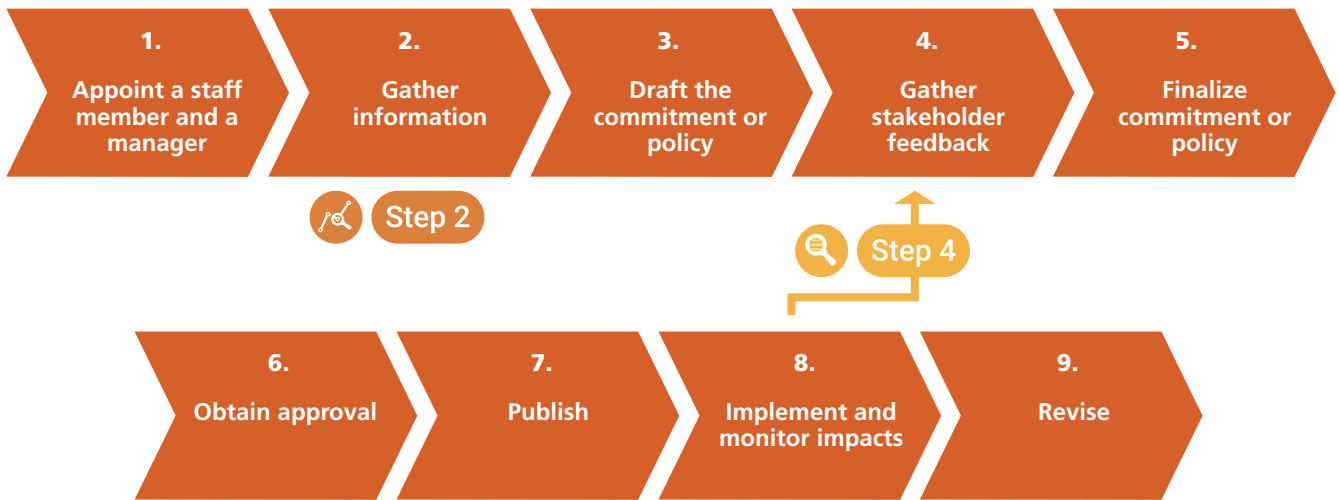 1.
Appoint a staff
member and a
manager
2.
Gather
information
3.
Draft the
commitment or
policy
4.
Gather
stakeholder
feedback
5.
Finalize
commitment or
policy
Step 2
Step 4
6.
Obtain approval
7.
Publish
8.
Implement and
monitor impacts
9.
Revise